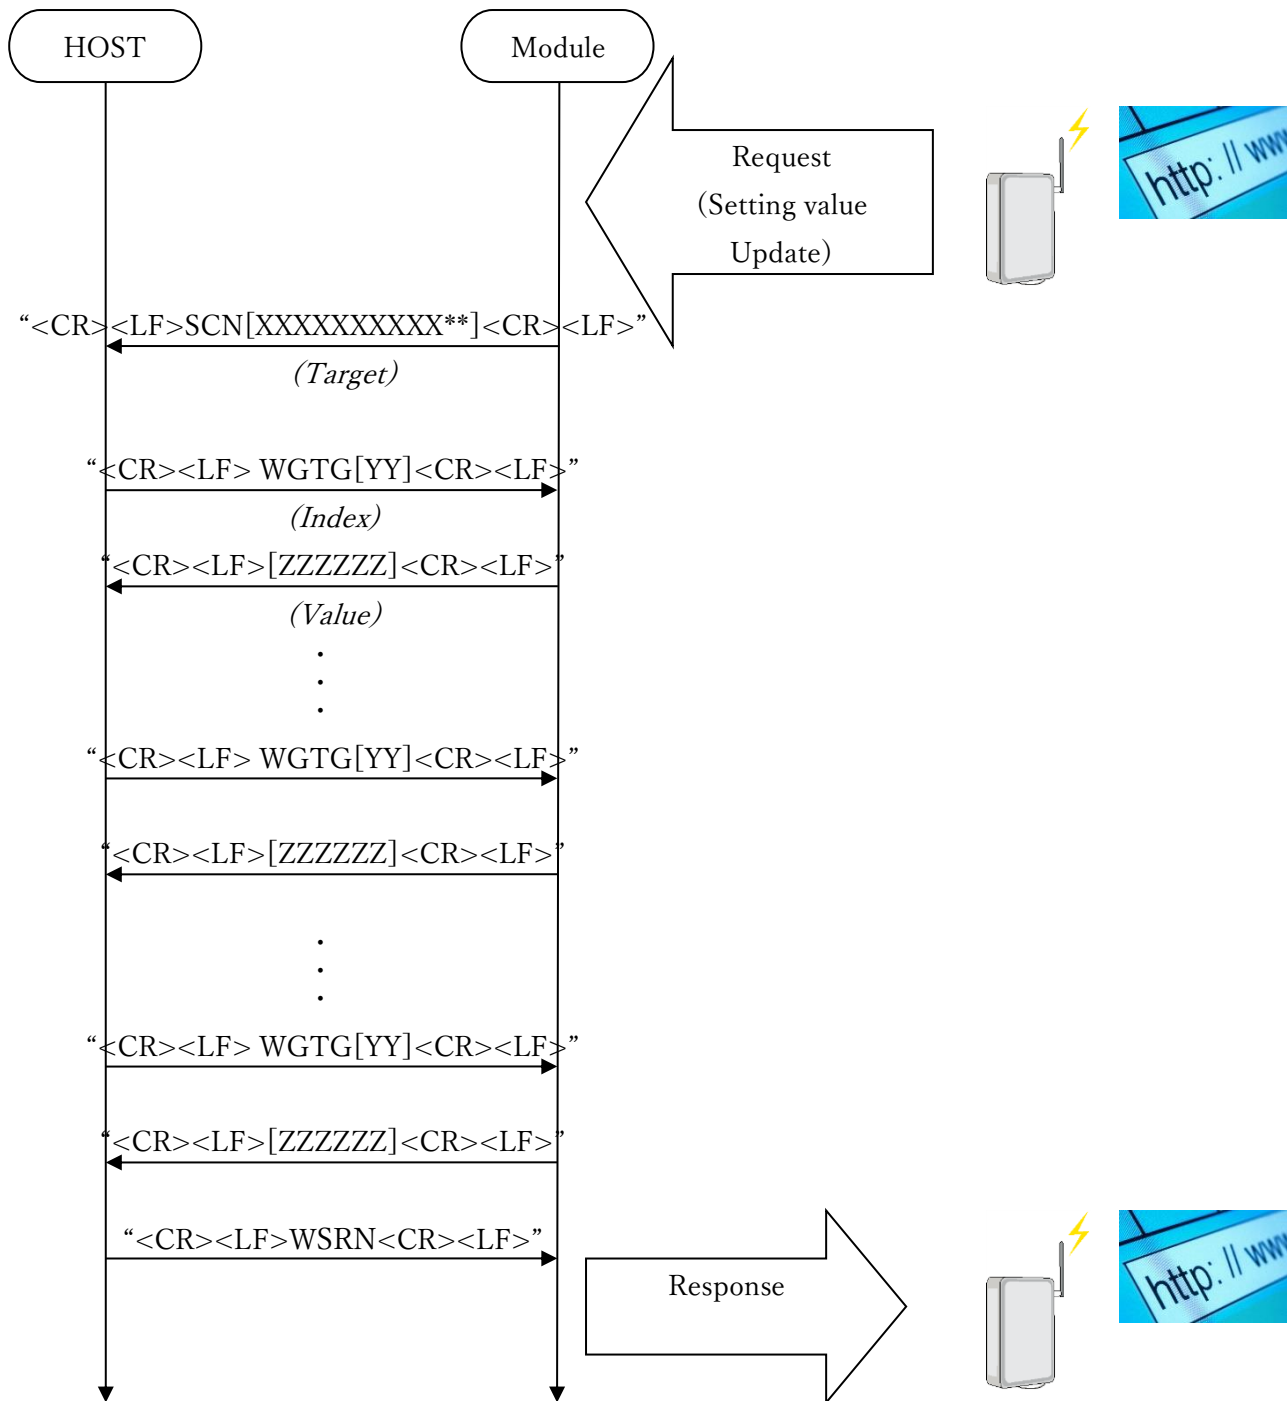 HOST
Module
Request
(Setting value
Update)
http: // www
“<CR><LF>SCN[XXXXXXXXXX**]<CR><LF>”
(Target)
“<CR><LF> WGTG[YY]<CR><LF>”
(Index)
“<CR><LF>[ZZZZZZ]<CR><LF>”
(Value)
“<CR><LF> WGTG[YY]<CR><LF>”
“<CR><LF>[ZZZZZZ]<CR><LF>”
“<CR><LF> WGTG[YY]<CR><LF>”
“<CR><LF>[ZZZZZZ]<CR><LF>”
“<CR><LF>WSRN<CR><LF>”
Response
http: // www